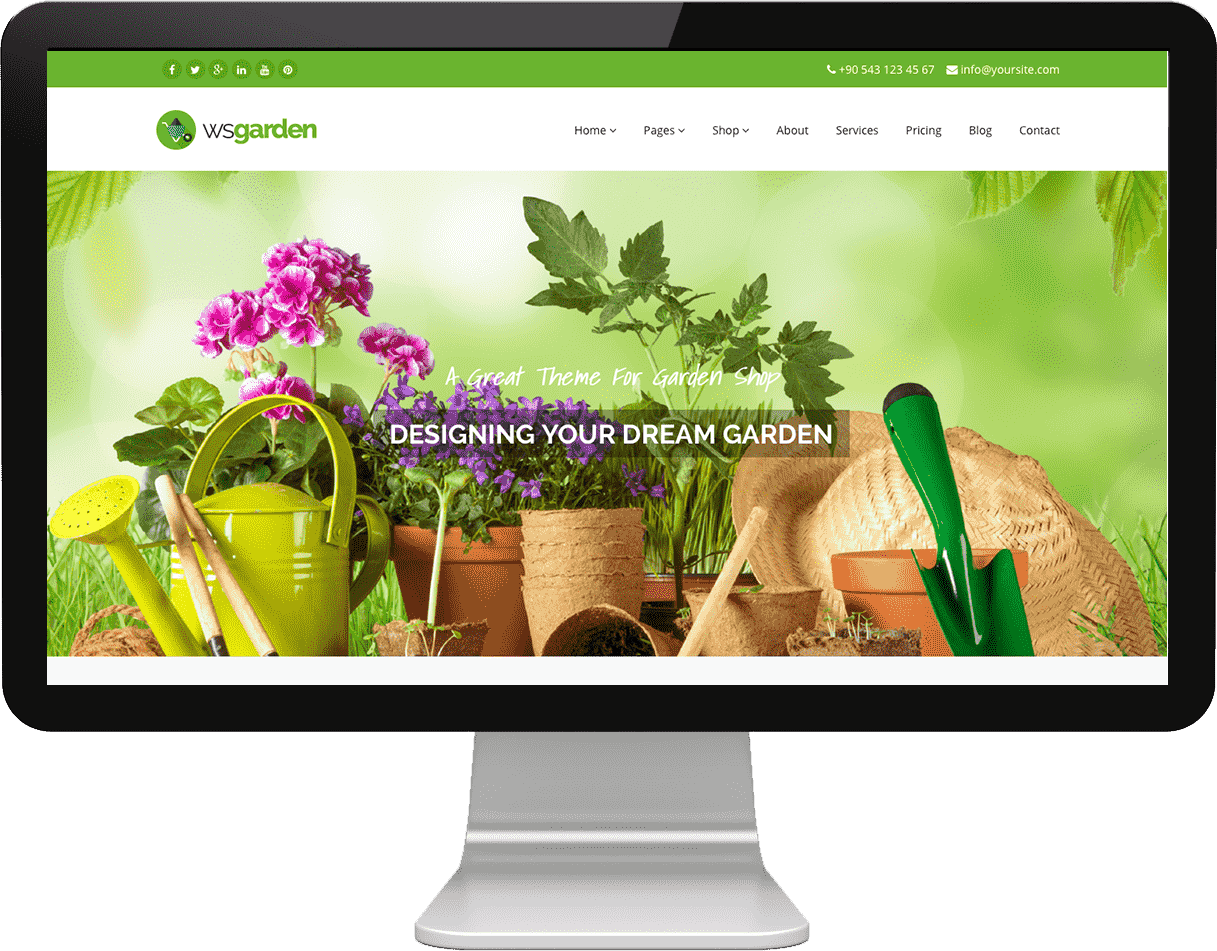 +90 543 123 45 67 info@yoursite.com
wsgarden
Home Pages Shop About Services Pricing Blog Contact
A Great Theme For Garden Shop
DESIGNING YOUR DREAM GARDEN